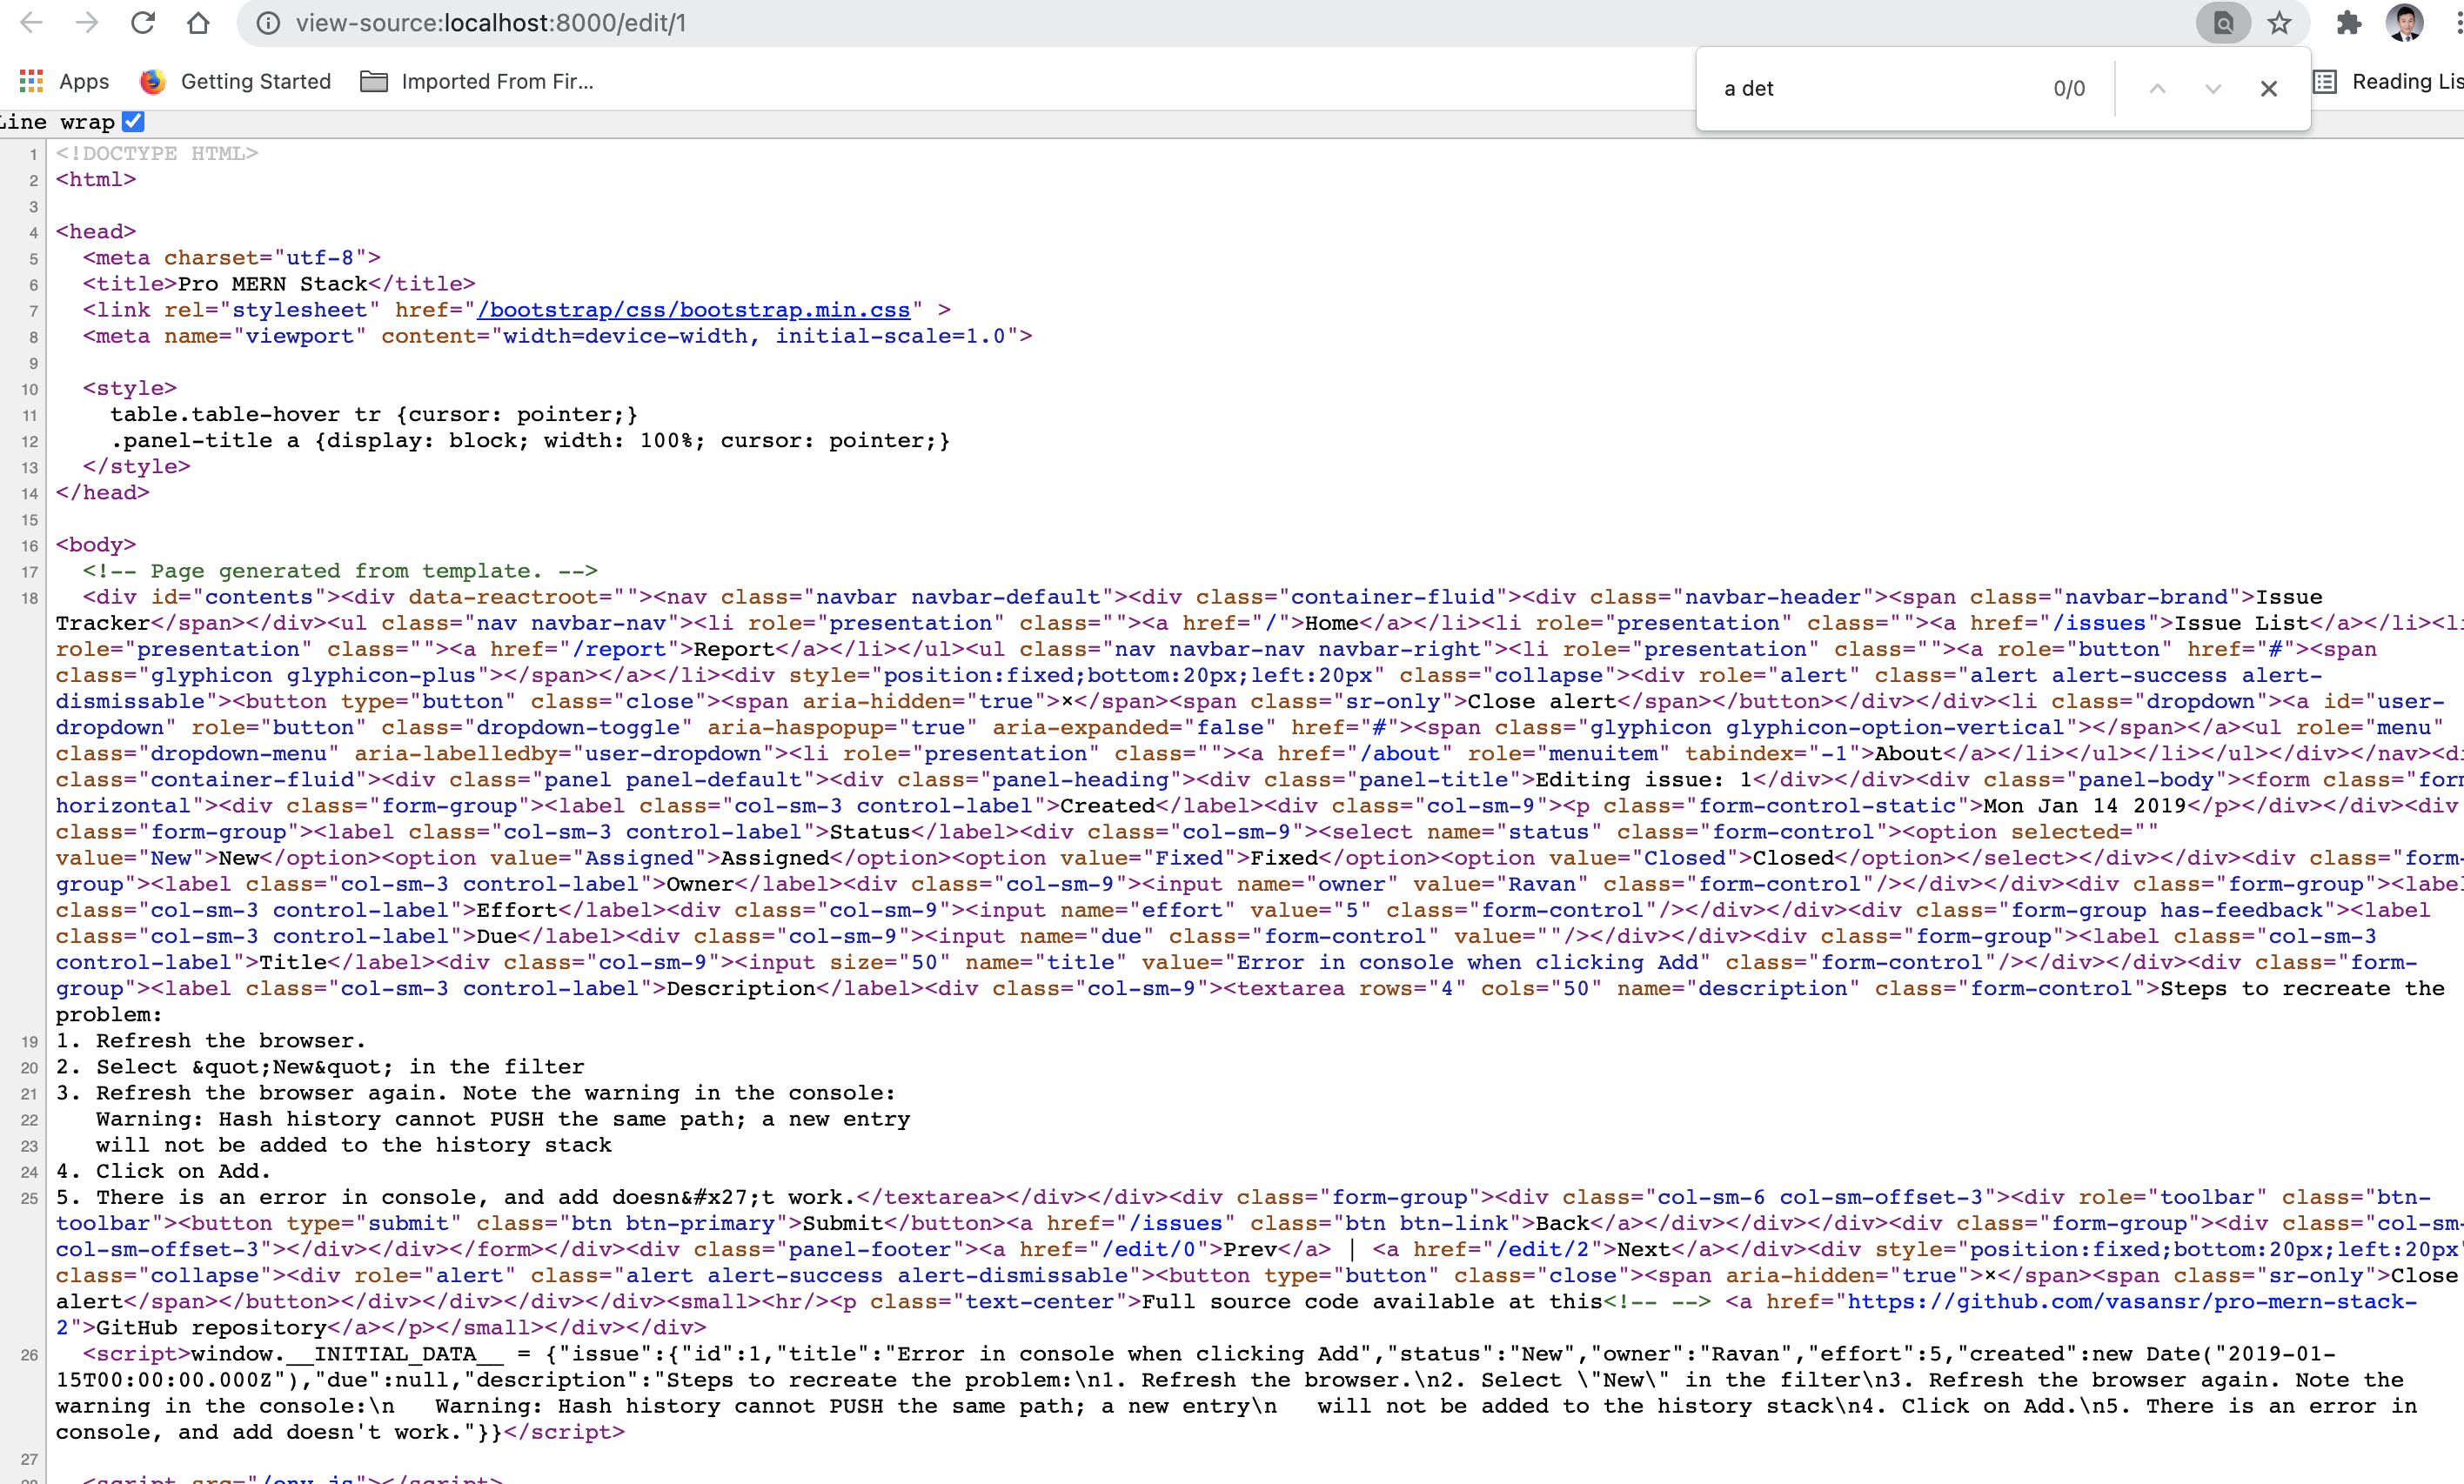 view-source:localhost:8000/edit/1
Apps Getting Started Imported From Fir... Reading Lis
a det 0/0
Line wrap
1 <!DOCTYPE HTML>
2 <html>
3
4 <head>
5 <meta charset="utf-8">
6 <title>Pro MERN Stack</title>
7 <link rel="stylesheet" href="/bootstrap/css/bootstrap.min.css" >
8 <meta name="viewport" content="width=device-width, initial-scale=1.0">
9
10 <style>
11 table.table-hover tr {cursor: pointer;}
12 .panel-title a {display: block; width: 100%; cursor: pointer;}
13 </style>
14 </head>
15
16 <body>
17 <!-- Page generated from template. -->
18 <div id="contents"><div data-reactroot=""><nav class="navbar navbar-default"><div class="container-fluid"><div class="navbar-header"><span class="navbar-brand">Issue
Tracker</span></div><ul class="nav navbar-nav"><li role="presentation" class=""><a href="/">Home</a></li><li role="presentation" class=""><a href="/issues">Issue List</a></li><li
role="presentation" class=""><a href="/report">Report</a></li></ul><ul class="nav navbar-nav navbar-right"><li role="presentation" class=""><a role="button" href="#"><span
class="glyphicon glyphicon-plus"></span></a></li><div style="position:fixed;bottom:20px;left:20px" class="collapse"><div role="alert" class="alert alert-success alert-
dismissable"><button type="button" class="close"><span aria-hidden="true">×</span><span class="sr-only">Close alert</span></button></div></div><li class="dropdown"><a id="user-
dropdown" role="button" class="dropdown-toggle" aria-haspopup="true" aria-expanded="false" href="#"><span class="glyphicon glyphicon-option-vertical"></span></a><ul role="menu"
class="dropdown-menu" aria-labelledby="user-dropdown"><li role="presentation" class=""><a href="/about" role="menuitem" tabindex="-1">About</a></li></ul></li></ul></div></nav><di
class="container-fluid"><div class="panel panel-default"><div class="panel-heading"><div class="panel-title">Editing issue: 1</div></div><div class="panel-body"><form class="form
horizontal"><div class="form-group"><label class="col-sm-3 control-label">Created</label><div class="col-sm-9"><p class="form-control-static">Mon Jan 14 2019</p></div></div><div
class="form-group"><label class="col-sm-3 control-label">Status</label><div class="col-sm-9"><select name="status" class="form-control"><option selected=""
value="New">New</option><option value="Assigned">Assigned</option><option value="Fixed">Fixed</option><option value="Closed">Closed</option></select></div></div><div class="form-
group"><label class="col-sm-3 control-label">Owner</label><div class="col-sm-9"><input name="owner" value="Ravan" class="form-control"/></div></div><div class="form-group"><label
class="col-sm-3 control-label">Effort</label><div class="col-sm-9"><input name="effort" value="5" class="form-control"/></div></div><div class="form-group has-feedback"><label
class="col-sm-3 control-label">Due</label><div class="col-sm-9"><input name="due" class="form-control" value=""/></div></div><div class="form-group"><label class="col-sm-3
control-label">Title</label><div class="col-sm-9"><input size="50" name="title" value="Error in console when clicking Add" class="form-control"/></div></div><div class="form-
group"><label class="col-sm-3 control-label">Description</label><div class="col-sm-9"><textarea rows="4" cols="50" name="description" class="form-control">Steps to recreate the
problem:
19 1. Refresh the browser.
20 2. Select &quot;New&quot; in the filter
21 3. Refresh the browser again. Note the warning in the console:
22 Warning: Hash history cannot PUSH the same path; a new entry
23 will not be added to the history stack
24 4. Click on Add.
25 5. There is an error in console, and add doesn&#x27;t work.</textarea></div></div><div class="form-group"><div class="col-sm-6 col-sm-offset-3"><div role="toolbar" class="btn-
toolbar"><button type="submit" class="btn btn-primary">Submit</button><a href="/issues" class="btn btn-link">Back</a></div></div></div><div class="form-group"><div class="col-sm-
col-sm-offset-3"></div></div></form></div><div class="panel-footer"><a href="/edit/0">Prev</a> | <a href="/edit/2">Next</a></div><div style="position:fixed;bottom:20px;left:20px"
class="collapse"><div role="alert" class="alert alert-success alert-dismissable"><button type="button" class="close"><span aria-hidden="true">×</span><span class="sr-only">Close
alert</span></button></div></div></div></div><small><hr/><p class="text-center">Full source code available at this<!-- --> <a href="https://github.com/vasansr/pro-mern-stack-
2">GitHub repository</a></p></small></div></div>
26 <script>window.__INITIAL_DATA__ = {"issue":{"id":1,"title":"Error in console when clicking Add","status":"New","owner":"Ravan","effort":5,"created":new Date("2019-01-
15T00:00:00.000Z"),"due":null,"description":"Steps to recreate the problem:\n1. Refresh the browser.\n2. Select \"New\" in the filter\n3. Refresh the browser again. Note the
warning in the console:\n   Warning: Hash history cannot PUSH the same path; a new entry\n   will not be added to the history stack\n4. Click on Add.\n5. There is an error in
console, and add doesn't work."}}</script>
27
28 <script src="/env.js"></script>